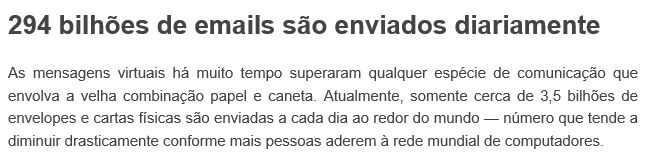 294 bilhões de emails são enviados diariamente
As mensagens virtuais há muito tempo superaram qualquer espécie de comunicação que
envolva a velha combinação papel e caneta. Atualmente, somente cerca de 3,5 bilhões de
envelopes e cartas físicas são enviadas a cada dia ao redor do mundo — número que tende a
diminuir drasticamente conforme mais pessoas aderem à rede mundial de computadores.